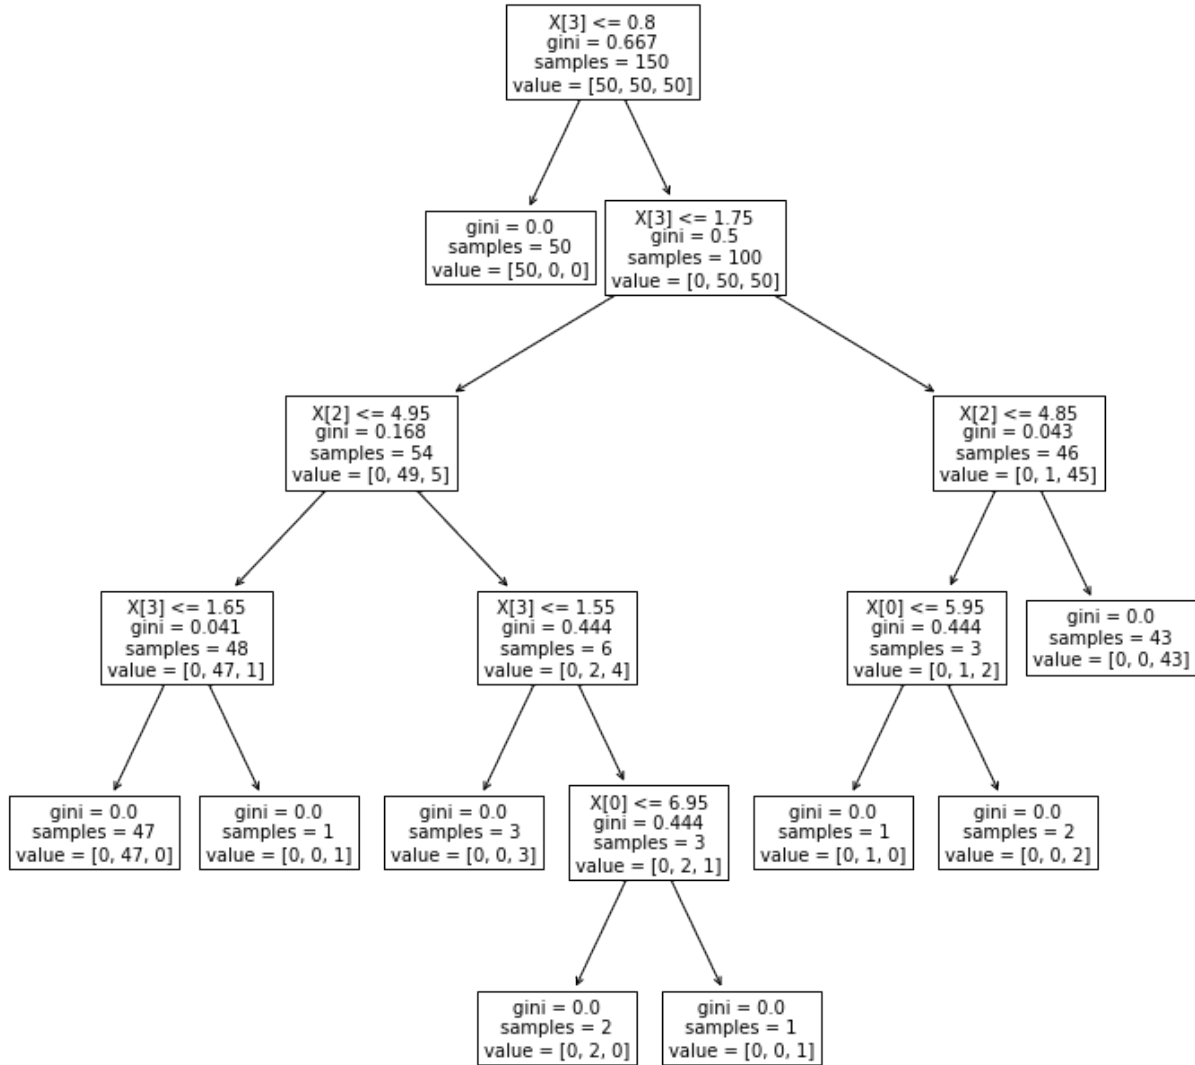 X[3] <= 0.8
gini = 0.667
samples = 150
value = [50, 50, 50]
gini = 0.0
samples = 50
value = [50, 0, 0]
X[3] <= 1.75
gini = 0.5
samples = 100
value = [0, 50, 50]
X[2] <= 4.95
gini = 0.168
samples = 54
value = [0, 49, 5]
X[2] <= 4.85
gini = 0.043
samples = 46
value = [0, 1, 45]
X[3] <= 1.65
gini = 0.041
samples = 48
value = [0, 47, 1]
X[3] <= 1.55
gini = 0.444
samples = 6
value = [0, 2, 4]
X[0] <= 5.95
gini = 0.444
samples = 3
value = [0, 1, 2]
gini = 0.0
samples = 43
value = [0, 0, 43]
gini = 0.0
samples = 47
value = [0, 47, 0]
gini = 0.0
samples = 1
value = [0, 0, 1]
gini = 0.0
samples = 3
value = [0, 0, 3]
X[0] <= 6.95
gini = 0.444
samples = 3
value = [0, 2, 1]
gini = 0.0
samples = 1
value = [0, 1, 0]
gini = 0.0
samples = 2
value = [0, 0, 2]
gini = 0.0
samples = 2
value = [0, 2, 0]
gini = 0.0
samples = 1
value = [0, 0, 1]